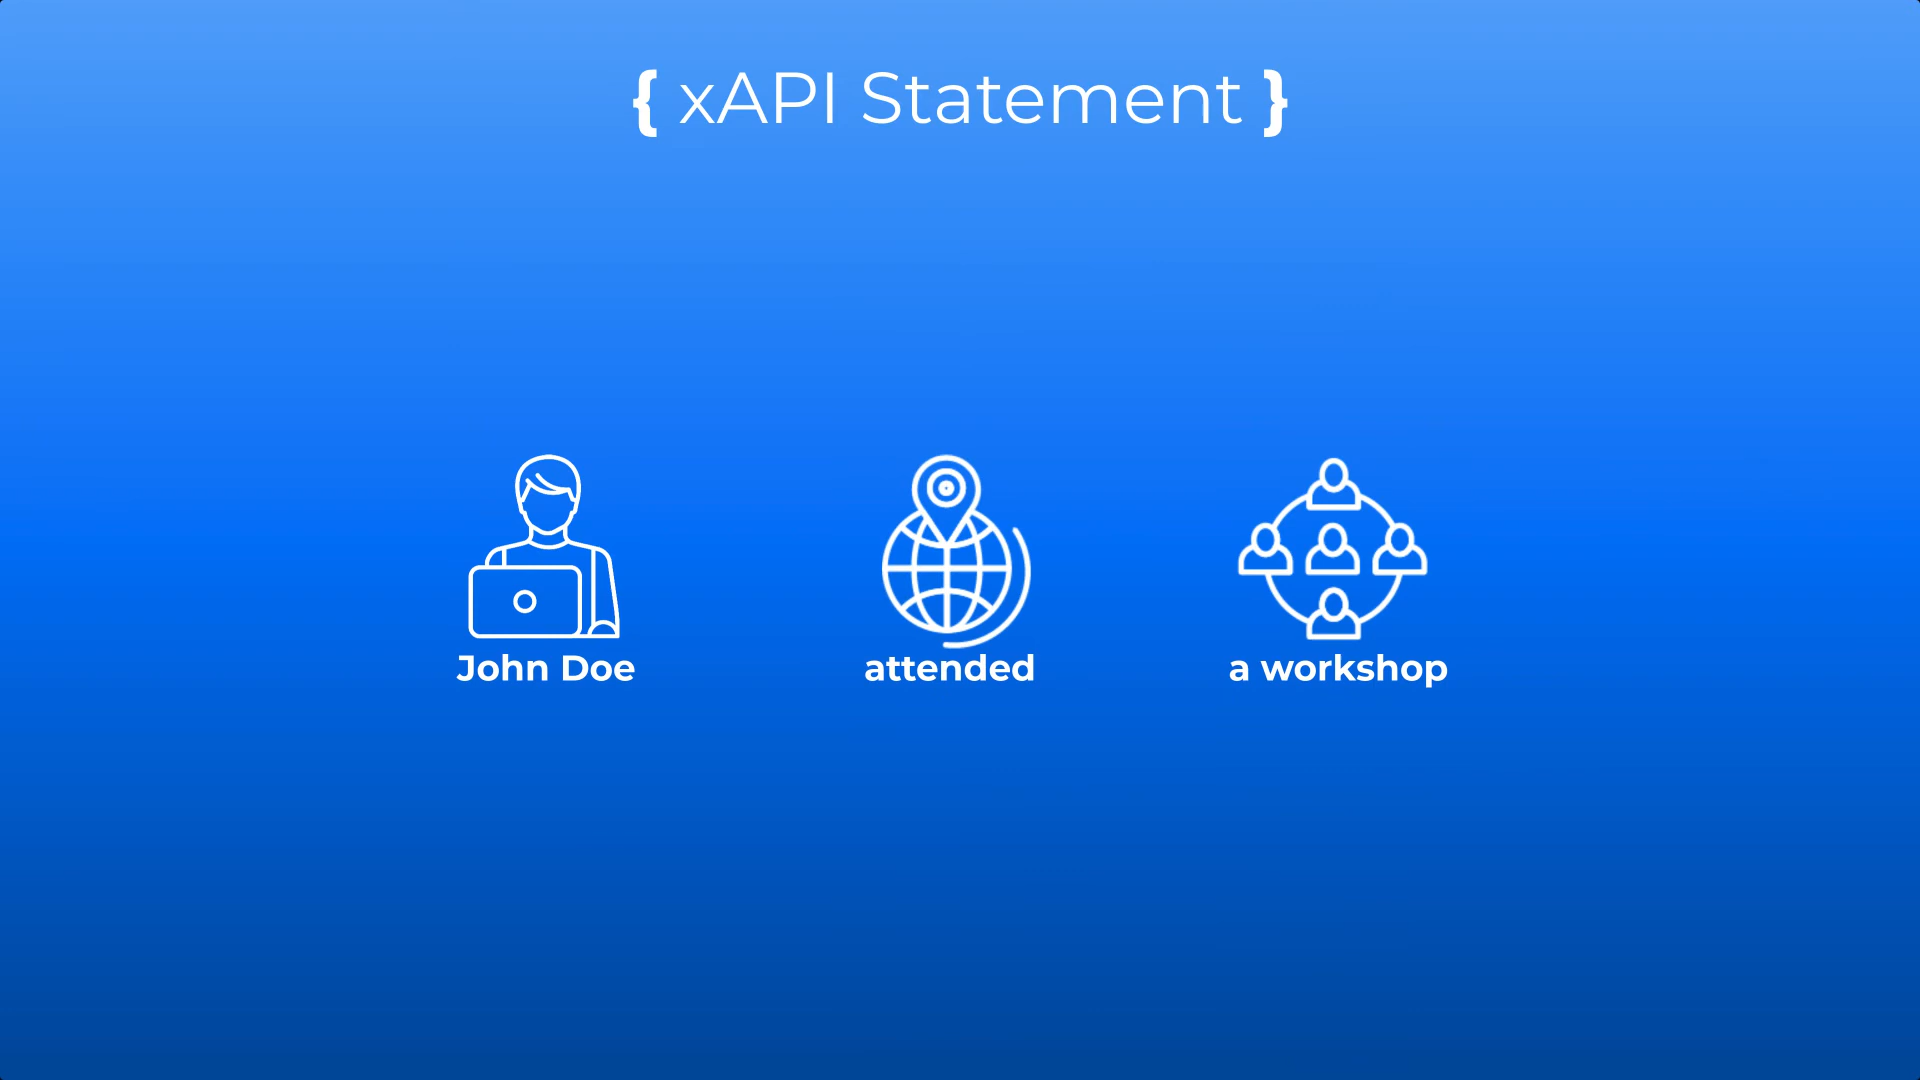 { xAPI Statement }
John Doe
attended
a workshop